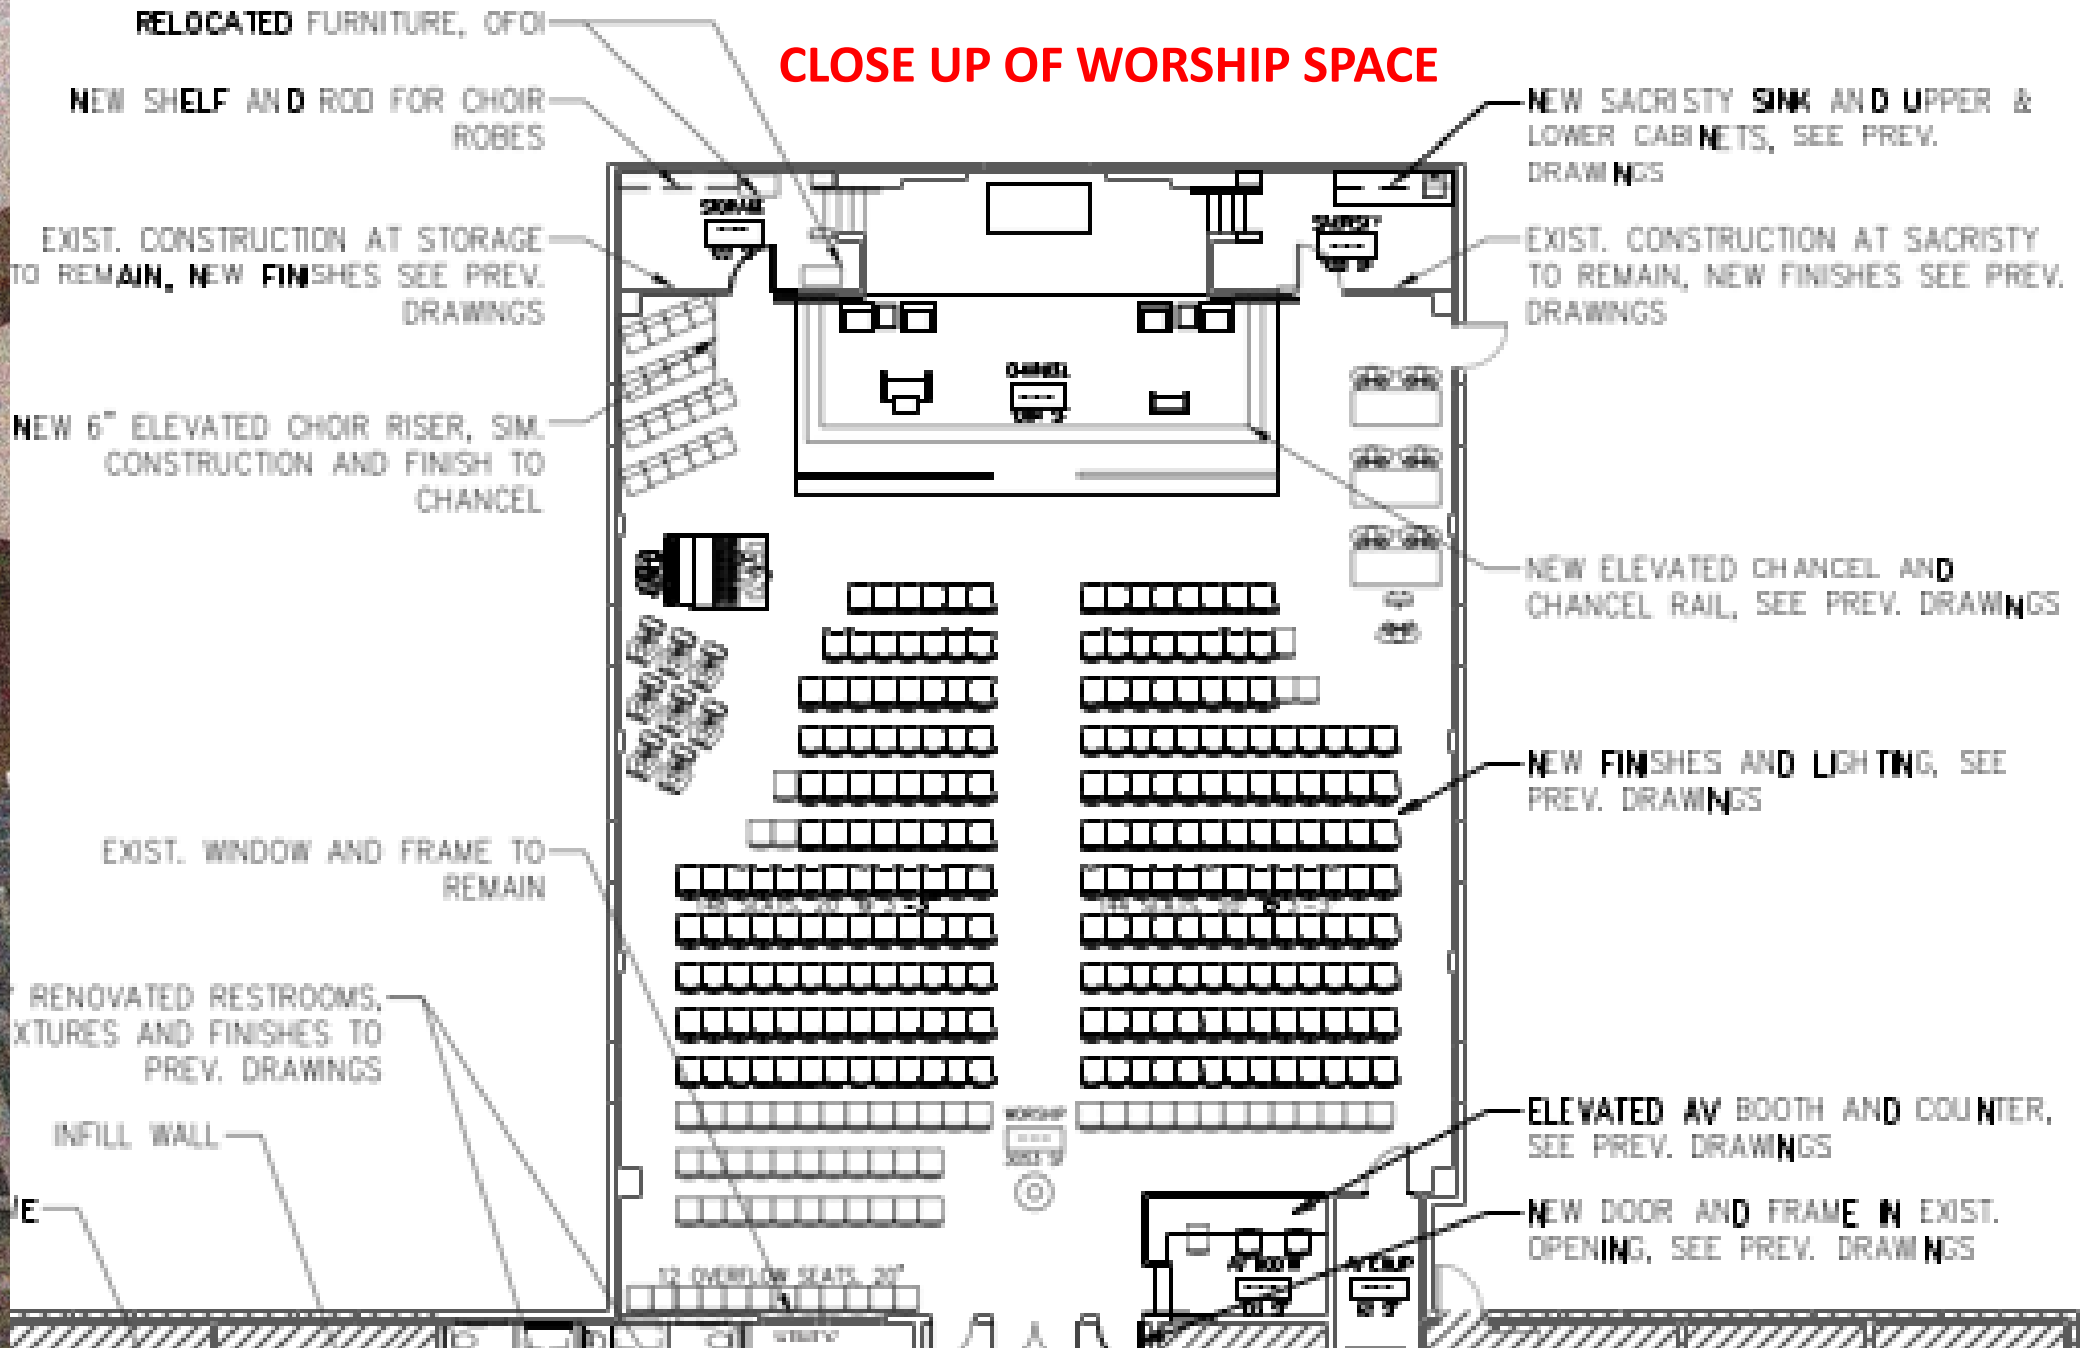 RELOCATED FURNITURE, OFOI
CLOSE UP OF WORSHIP SPACE
NEW SHELF AND ROD FOR CHOIR
ROBES
NEW SACRISTY SINK AND UPPER &
LOWER CABINETS, SEE PREV.
DRAWINGS
STORAGE
SACRISTY
EXIST. CONSTRUCTION AT STORAGE
TO REMAIN, NEW FINISHES SEE PREV.
DRAWINGS
EXIST. CONSTRUCTION AT SACRISTY
TO REMAIN, NEW FINISHES SEE PREV.
DRAWINGS
CHANCEL
NEW 6" ELEVATED CHOIR RISER, SIM.
CONSTRUCTION AND FINISH TO
CHANCEL
NEW ELEVATED CHANCEL AND
CHANCEL RAIL, SEE PREV. DRAWINGS
NEW FINISHES AND LIGHTING, SEE
PREV. DRAWINGS
EXIST. WINDOW AND FRAME TO
REMAIN
SEATS, 20"
SEATS, 20"
RENOVATED RESTROOMS,
XTURES AND FINISHES TO
PREV. DRAWINGS
WORSHIP
INFILL WALL
ELEVATED AV BOOTH AND COUNTER,
SEE PREV. DRAWINGS
NEW DOOR AND FRAME IN EXIST.
OPENING, SEE PREV. DRAWINGS
12 OVERFLOW SEATS, 20"